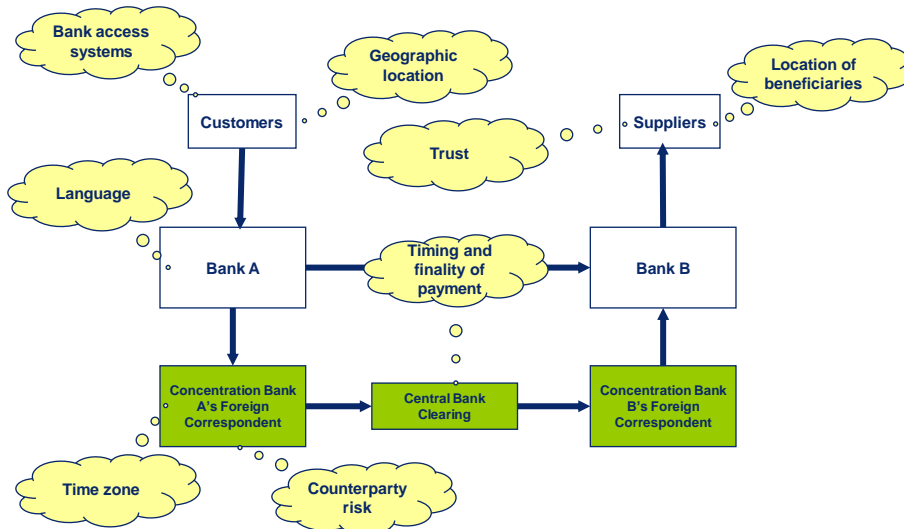 Bank access
systems
Geographic
location
Location of
beneficiaries
Customers
Suppliers
Trust
Language
Bank A
Timing and
finality of
payment
Bank B
Concentration Bank
A's Foreign
Correspondent
Central Bank
Clearing
Concentration Bank
B's Foreign
Correspondent
Time zone
Counterparty
risk